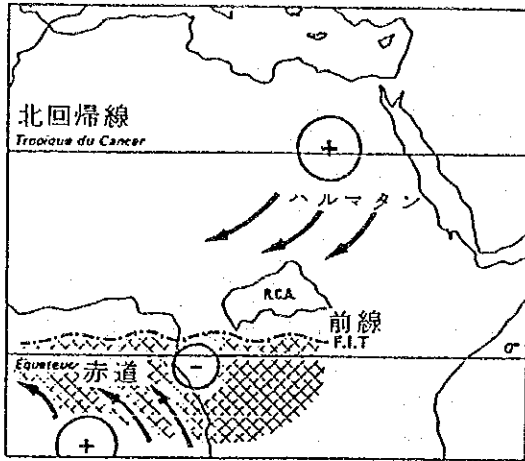 北回帰線
Tropique du Cancer
+
ハルマタン
R.C.A.
前線
F.I.T
Équateur 赤道
0°
-
+